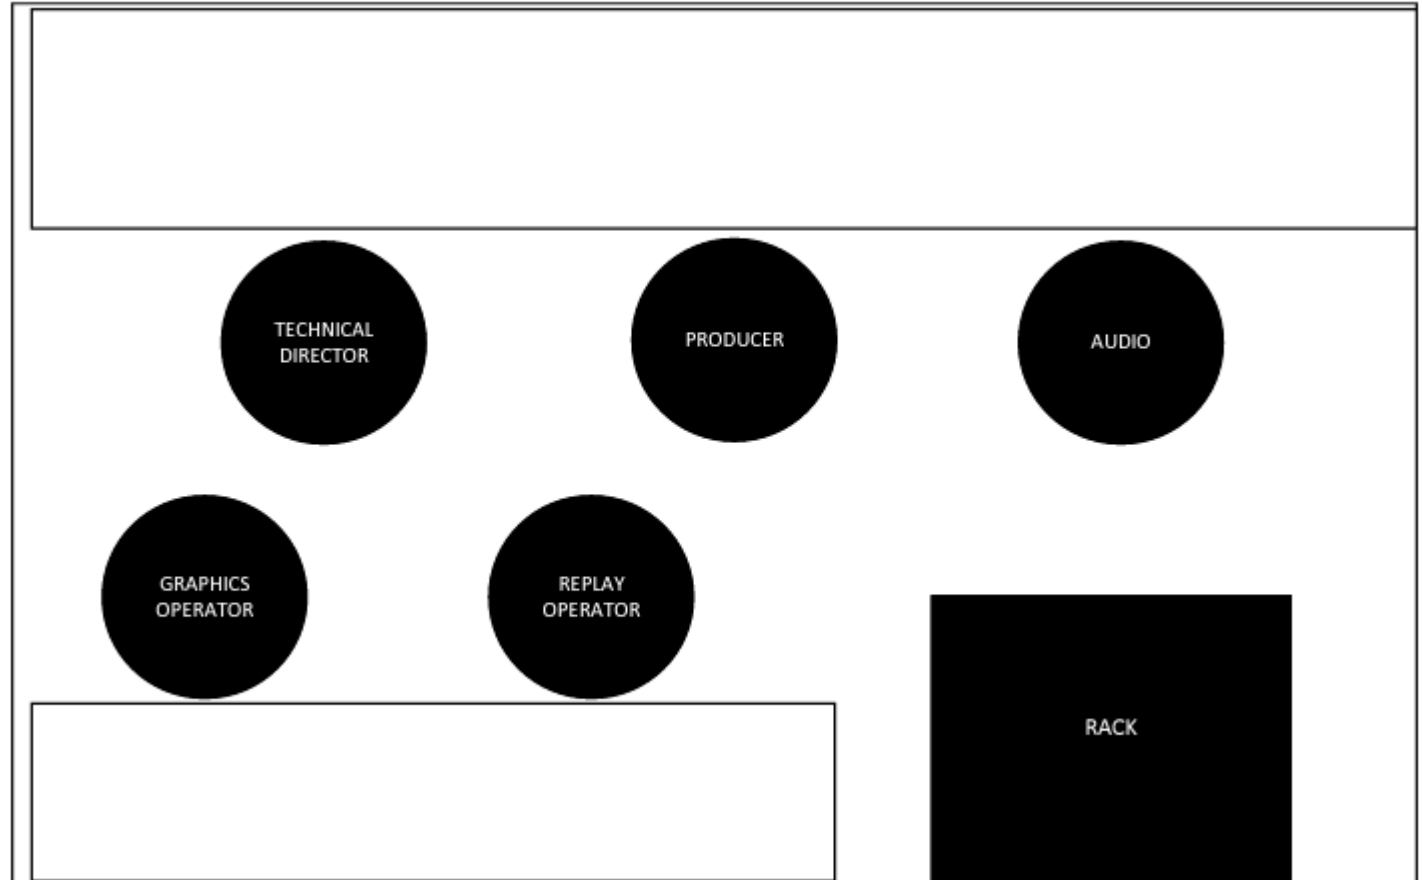 TECHNICAL
DIRECTOR
PRODUCER
AUDIO
GRAPHICS
OPERATOR
REPLAY
OPERATOR
RACK